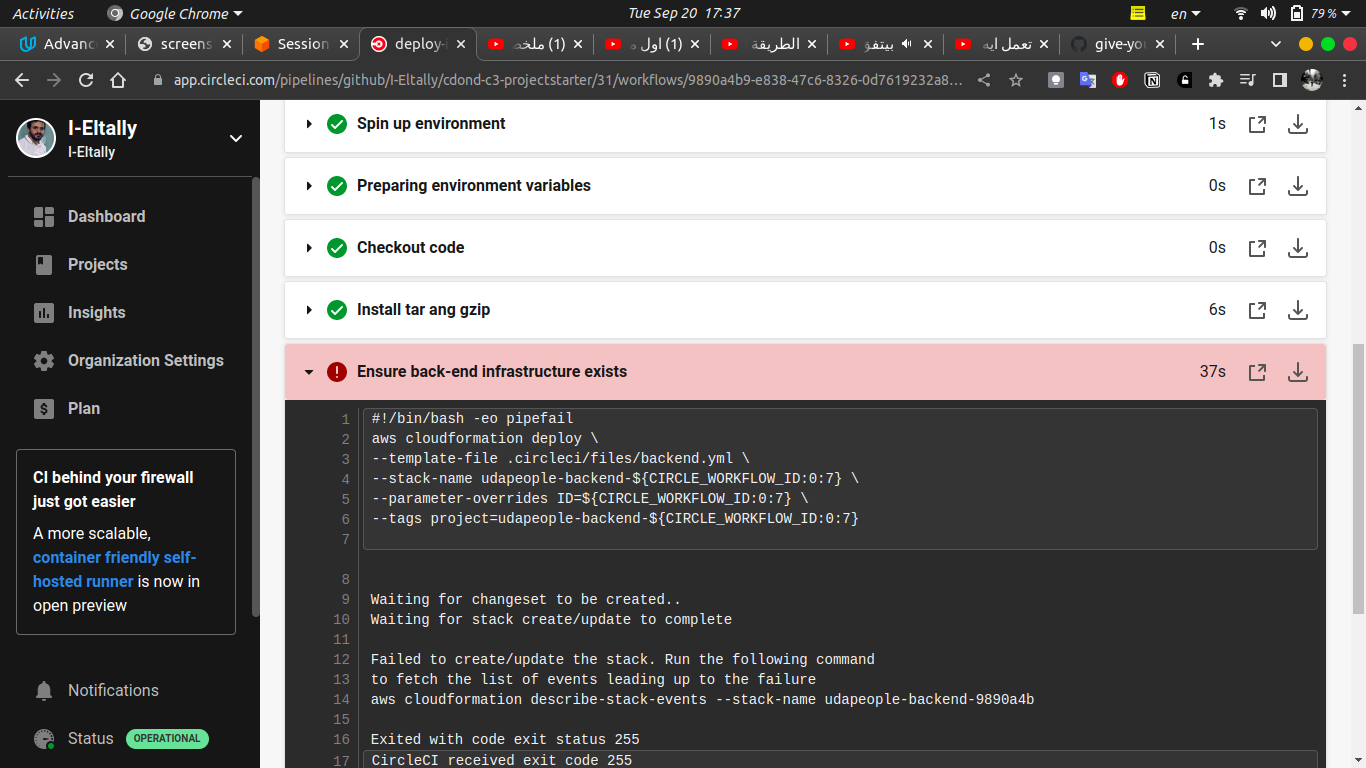 Activities
Google Chrome
Tue Sep 20 17:37
en
79 %
Advanc
screens
Session
deploy-i
(1) ملخص
(1) اول
الطريقة
بيتفق
تعمل ايه
give-you
app.circleci.com/pipelines/github/I-Eltally/cdond-c3-projectstarter/31/workflows/9890a4b9-e838-47c6-8326-0d7619232a8…
I-Eltally
I-Eltally
Dashboard
Projects
Insights
Organization Settings
Plan
CI behind your firewall
just got easier
A more scalable,
container friendly self-
hosted runner is now in
open preview
Notifications
Status OPERATIONAL
Spin up environment 1s
Preparing environment variables 0s
Checkout code 0s
Install tar ang gzip 6s
Ensure back-end infrastructure exists 37s
1 #!/bin/bash -eo pipefail
2 aws cloudformation deploy \
3 --template-file .circleci/files/backend.yml \
4 --stack-name udapeople-backend-${CIRCLE_WORKFLOW_ID:0:7} \
5 --parameter-overrides ID=${CIRCLE_WORKFLOW_ID:0:7} \
6 --tags project=udapeople-backend-${CIRCLE_WORKFLOW_ID:0:7}
7
8
9 Waiting for changeset to be created..
10 Waiting for stack create/update to complete
11
12 Failed to create/update the stack. Run the following command
13 to fetch the list of events leading up to the failure
14 aws cloudformation describe-stack-events --stack-name udapeople-backend-9890a4b
15
16 Exited with code exit status 255
17 CircleCI received exit code 255